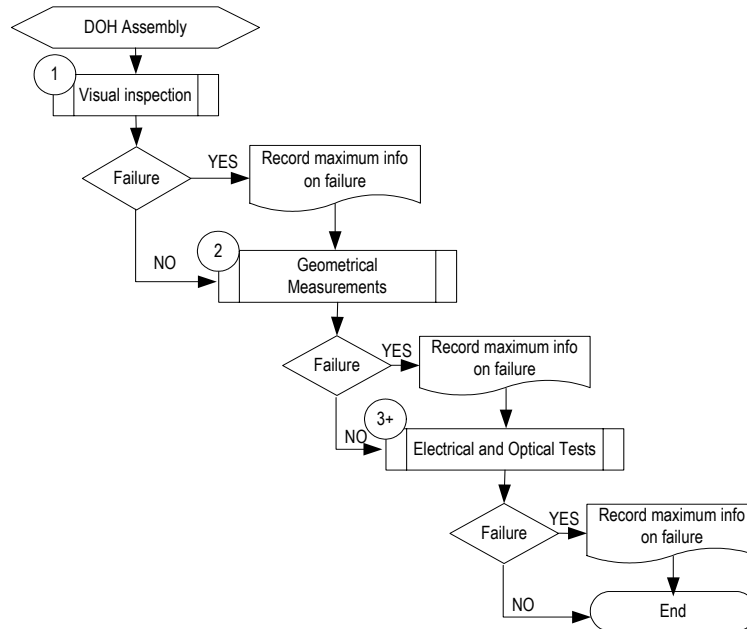 DOH Assembly
1
Visual inspection
Failure
YES
Record maximum info
on failure
NO
2
Geometrical
Measurements
Failure
YES
Record maximum info
on failure
NO
3+
Electrical and Optical Tests
Failure
YES
Record maximum info
on failure
NO
End